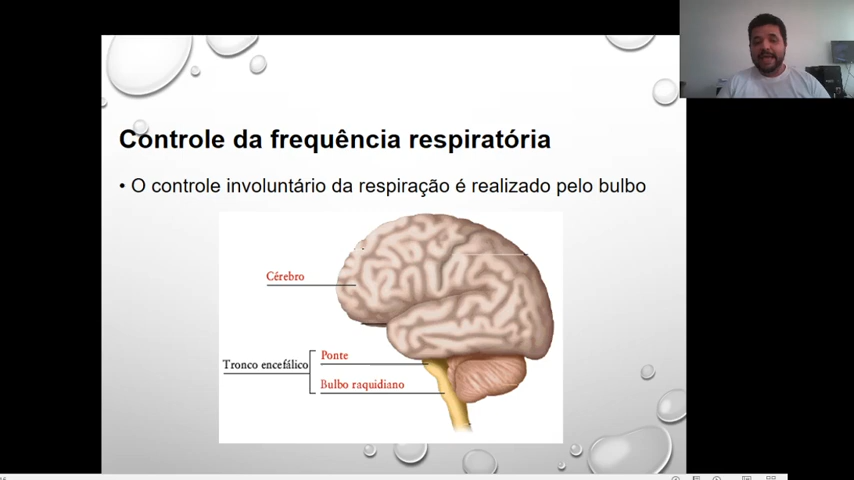 Controle da frequência respiratória
• O controle involuntário da respiração é realizado pelo bulbo
Cérebro
Tronco encefálico
Ponte
Bulbo raquidiano